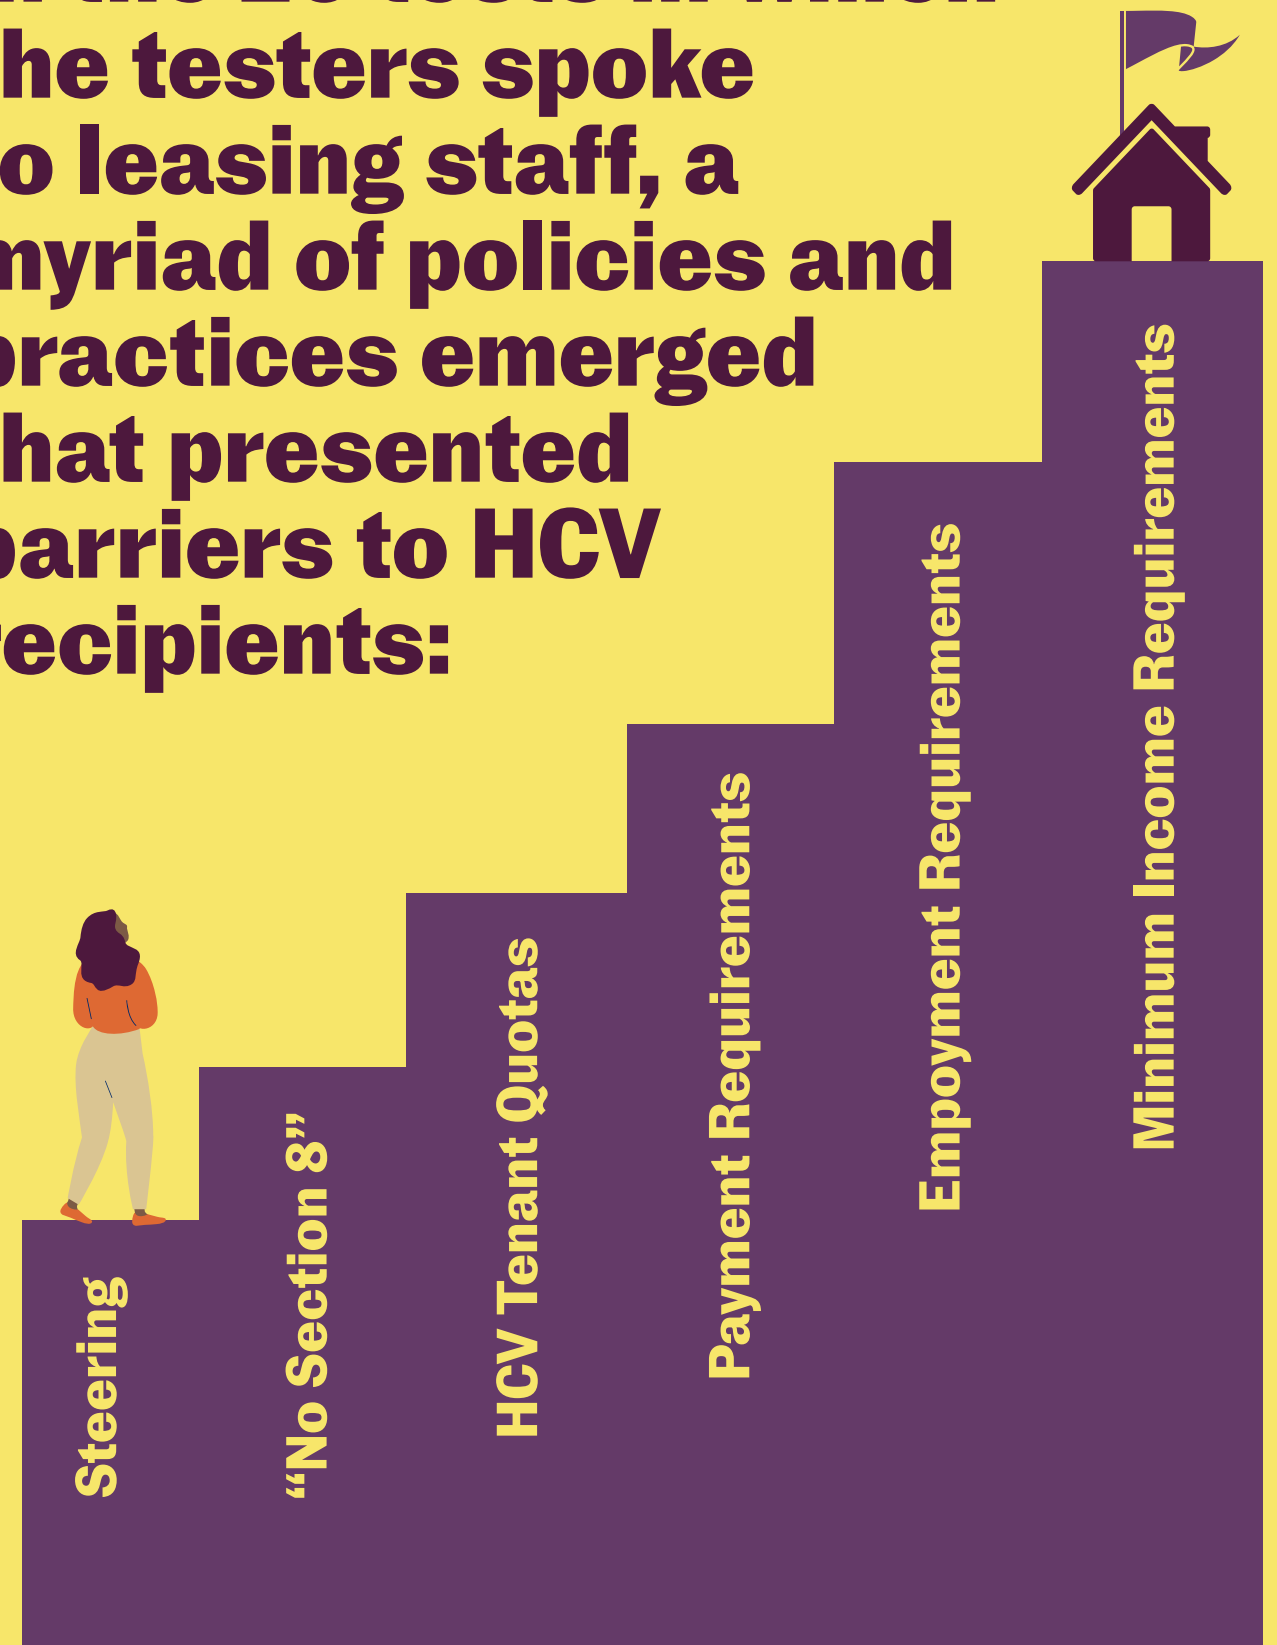 he testers spoke
o leasing staff, a
myriad of policies and
practices emerged
hat presented
barriers to HCV
recipients:
Steering
“No Section 8”
HCV Tenant Quotas
Payment Requirements
Empoyment Requirements
Minimum Income Requirements